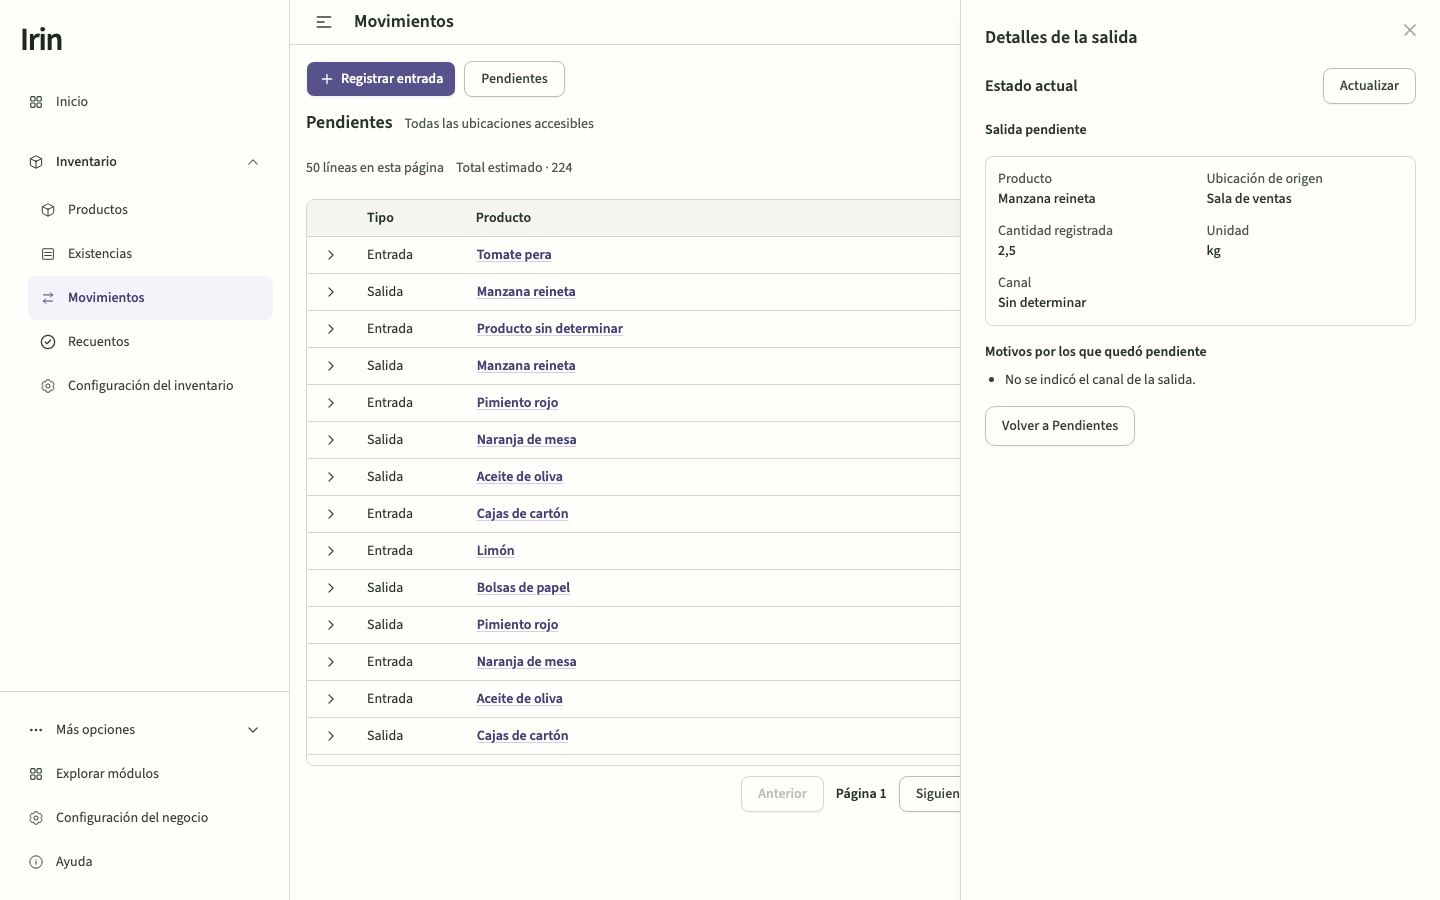 Irin
Inicio
Inventario
Productos
Existencias
Movimientos
Recuentos
Configuración del inventario
Más opciones
Explorar módulos
Configuración del negocio
Ayuda
Movimientos
Registrar entrada
Pendientes
Pendientes Todas las ubicaciones accesibles
50 líneas en esta página Total estimado · 224
Tipo Producto
Entrada Tomate pera
Salida Manzana reineta
Entrada Producto sin determinar
Salida Manzana reineta
Entrada Pimiento rojo
Salida Naranja de mesa
Salida Aceite de oliva
Entrada Cajas de cartón
Entrada Limón
Salida Bolsas de papel
Salida Pimiento rojo
Entrada Naranja de mesa
Entrada Aceite de oliva
Salida Cajas de cartón
Anterior Página 1 Siguien
Detalles de la salida
Estado actual Actualizar
Salida pendiente
Producto Ubicación de origen
Manzana reineta Sala de ventas
Cantidad registrada Unidad
2,5 kg
Canal
Sin determinar
Motivos por los que quedó pendiente
No se indicó el canal de la salida.
Volver a Pendientes